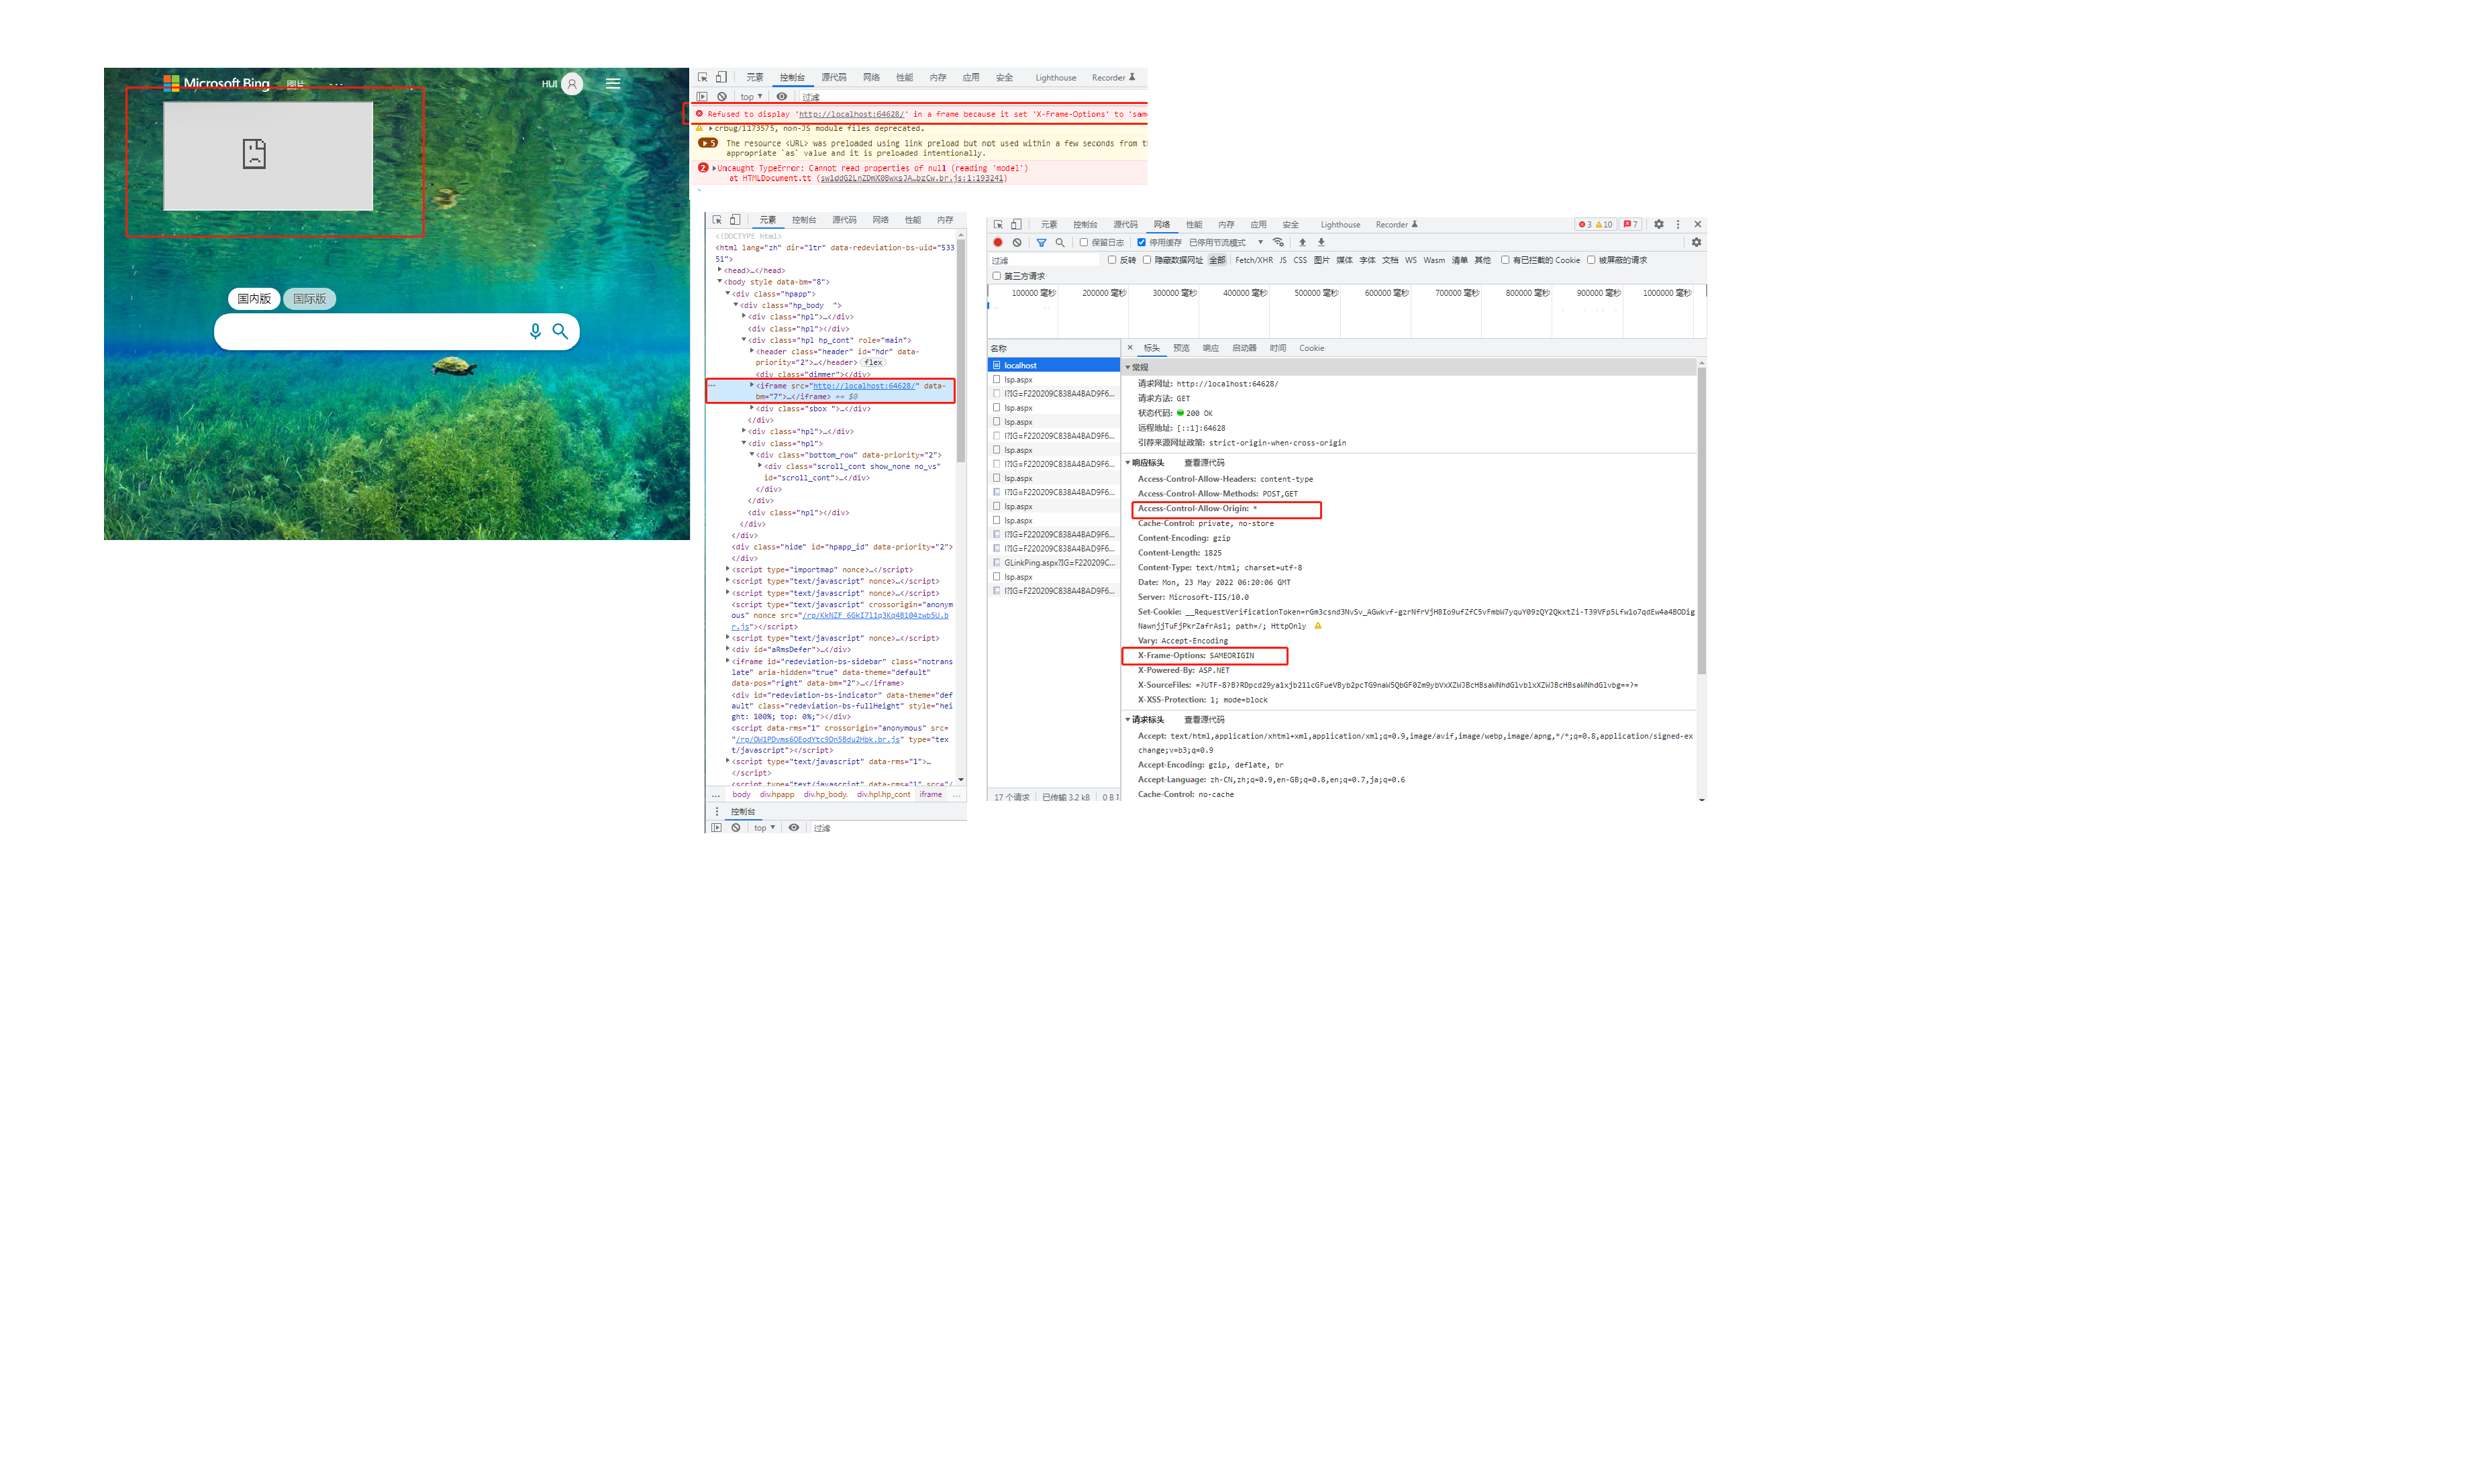 Microsoft Bing 图片 ...
HUI
国内版 国际版
元素 控制台 源代码 网络 性能 内存 应用 安全 Lighthouse Recorder
top 过滤
Refused to display 'http://localhost:64628/' in a frame because it set 'X-Frame-Options' to 'sam
crbug/1173575, non-JS module files deprecated.
5 The resource <URL> was preloaded using link preload but not used within a few seconds from th
appropriate `as` value and it is preloaded intentionally.
2 Uncaught TypeError: Cannot read properties of null (reading 'model')
at HTMLDocument.tt
元素 控制台 源代码 网络 性能 内存
<!DOCTYPE html>
<html lang="zh" dir="ltr" data-redeviation-bs-uid="533
51">
<head>…</head>
<body style data-bm="8">
<div class="hpapp">
<div class="hp_body  ">
<div class="hpl">…</div>
<div class="hpl"></div>
<div class="hpl hp_cont" role="main">
<header class="header" id="hdr" data-
priority="2">…</header> flex
<div class="dimmer"></div>
... <iframe src="http://localhost:64628/" data-
bm="7">…</iframe> == $0
<div class="sbox ">…</div>
</div>
<div class="hpl">…</div>
<div class="hpl">
<div class="bottom_row" data-priority="2">
<div class="scroll_cont show_none no_vs"
id="scroll_cont">…</div>
</div>
</div>
<div class="hpl"></div>
</div>
</div>
<div class="hide" id="hpapp_id" data-priority="2">
</div>
<script type="importmap" nonce>…</script>
<script type="text/javascript" nonce>…</script>
<script type="text/javascript" nonce>…</script>
<script type="text/javascript" crossorigin="anonym
ous" nonce src=
></script>
<script type="text/javascript" nonce>…</script>
<div id="aRmsDefer">…</div>
<iframe id="redeviation-bs-sidebar" class="notrans
late" aria-hidden="true" data-theme="default"
data-pos="right" data-bm="2">…</iframe>
<div id="redeviation-bs-indicator" data-theme="def
ault" class="redeviation-bs-fullHeight" style="hei
ght: 100%; top: 0%;"></div>
<script data-rms="1" crossorigin="anonymous" src=
type="tex
t/javascript"></script>
<script type="text/javascript" data-rms="1">…
</script>
<script type="text/javascript" data-rms="1" src="/
... body div.hpapp div.hp_body. div.hpl.hp_cont iframe ...
控制台
top 过滤
元素 控制台 源代码 网络 性能 内存 应用 安全 Lighthouse Recorder 3 10 7
保留日志 停用缓存 已停用节流模式
过滤 反转 隐藏数据网址 全部 Fetch/XHR JS CSS 图片 媒体 字体 文档 WS Wasm 清单 其他 有已拦截的 Cookie 被屏蔽的请求
第三方请求
100000 毫秒 200000 毫秒 300000 毫秒 400000 毫秒 500000 毫秒 600000 毫秒 700000 毫秒 800000 毫秒 900000 毫秒 1000000 毫秒
名称
localhost
lsp.aspx
l?IG=F220209C838A4BAD9F6...
lsp.aspx
lsp.aspx
l?IG=F220209C838A4BAD9F6...
lsp.aspx
l?IG=F220209C838A4BAD9F6...
lsp.aspx
l?IG=F220209C838A4BAD9F6...
lsp.aspx
lsp.aspx
l?IG=F220209C838A4BAD9F6...
l?IG=F220209C838A4BAD9F6...
GLinkPing.aspx?IG=F220209C...
lsp.aspx
l?IG=F220209C838A4BAD9F6...
17 个请求 已传输 3.2 kB 0 B
标头 预览 响应 启动器 时间 Cookie
常规
请求网址: http://localhost:64628/
请求方法: GET
状态代码: 200 OK
远程地址: [::1]:64628
引荐来源网址政策: strict-origin-when-cross-origin
响应标头 查看源代码
Access-Control-Allow-Headers: content-type
Access-Control-Allow-Methods: POST,GET
Access-Control-Allow-Origin: *
Cache-Control: private, no-store
Content-Encoding: gzip
Content-Length: 1825
Content-Type: text/html; charset=utf-8
Date: Mon, 23 May 2022 06:20:06 GMT
Server: Microsoft-IIS/10.0
Set-Cookie:
path=/; HttpOnly
Vary: Accept-Encoding
X-Frame-Options: SAMEORIGIN
X-Powered-By: ASP.NET
X-SourceFiles:
X-XSS-Protection: 1; mode=block
请求标头 查看源代码
Accept: text/html,application/xhtml+xml,application/xml;q=0.9,image/avif,image/webp,image/apng,*/*;q=0.8,application/signed-ex
change;v=b3;q=0.9
Accept-Encoding: gzip, deflate, br
Accept-Language: zh-CN,zh;q=0.9,en-GB;q=0.8,en;q=0.7,ja;q=0.6
Cache-Control: no-cache